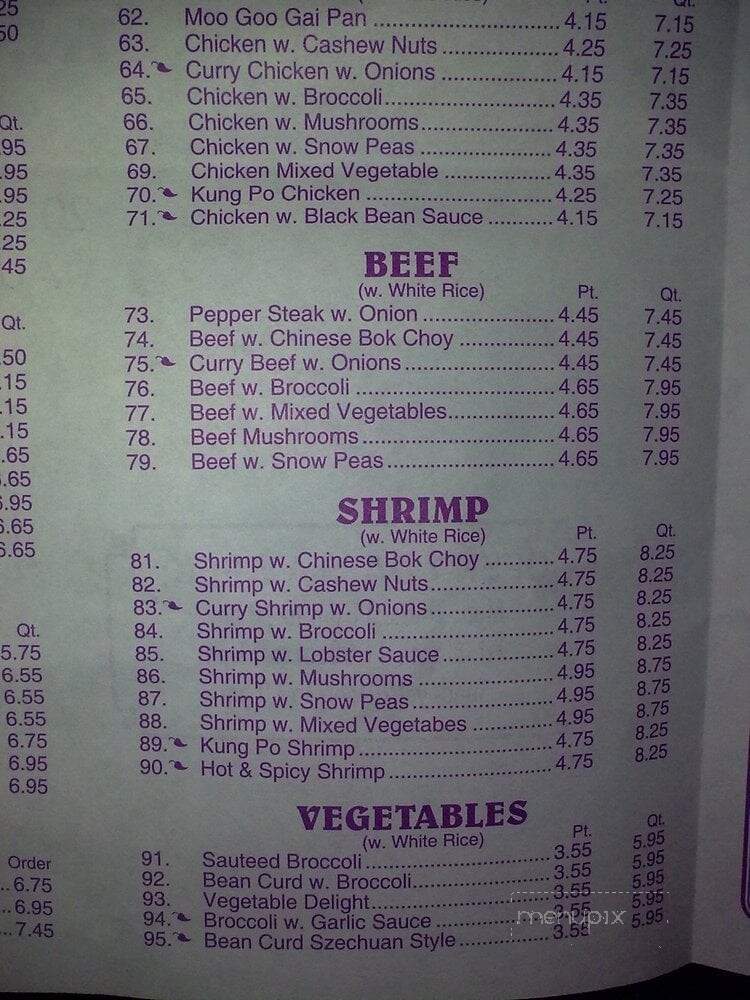 25
50
Qt.
.95
.95
.95
.25
.25
.45
Qt.
.50
.15
.15
.15
.65
.65
6.95
6.65
6.65
Qt.
5.75
6.55
6.55
6.55
6.75
6.95
6.95
Order
..6.75
..6.95
...7.45
62. Moo Goo Gai Pan 4.15 7.15
63. Chicken w. Cashew Nuts 4.25 7.25
64. Curry Chicken w. Onions 4.15 7.15
65. Chicken w. Broccoli 4.35 7.35
66. Chicken w. Mushrooms 4.35 7.35
67. Chicken w. Snow Peas 4.35 7.35
69. Chicken Mixed Vegetable 4.35 7.35
70. Kung Po Chicken 4.25 7.25
71. Chicken w. Black Bean Sauce 4.15 7.15
BEEF
(w. White Rice) Pt. Qt.
73. Pepper Steak w. Onion 4.45 7.45
74. Beef w. Chinese Bok Choy 4.45 7.45
75. Curry Beef w. Onions 4.45 7.45
76. Beef w. Broccoli 4.65 7.95
77. Beef w. Mixed Vegetables 4.65 7.95
78. Beef Mushrooms 4.65 7.95
79. Beef w. Snow Peas 4.65 7.95
SHRIMP
(w. White Rice) Pt. Qt.
81. Shrimp w. Chinese Bok Choy 4.75 8.25
82. Shrimp w. Cashew Nuts 4.75 8.25
83. Curry Shrimp w. Onions 4.75 8.25
84. Shrimp w. Broccoli 4.75 8.25
85. Shrimp w. Lobster Sauce 4.75 8.25
86. Shrimp w. Mushrooms 4.95 8.75
87. Shrimp w. Snow Peas 4.95 8.75
88. Shrimp w. Mixed Vegetabes 4.95 8.75
89. Kung Po Shrimp 4.75 8.25
90. Hot & Spicy Shrimp 4.75 8.25
VEGETABLES
(w. White Rice) Pt. Qt.
91. Sauteed Broccoli 3.55 5.95
92. Bean Curd w. Broccoli 3.55 5.95
93. Vegetable Delight 3.55 5.95
94. Broccoli w. Garlic Sauce 3.55 5.95
95. Bean Curd Szechuan Style 3.55 5.95
menupix